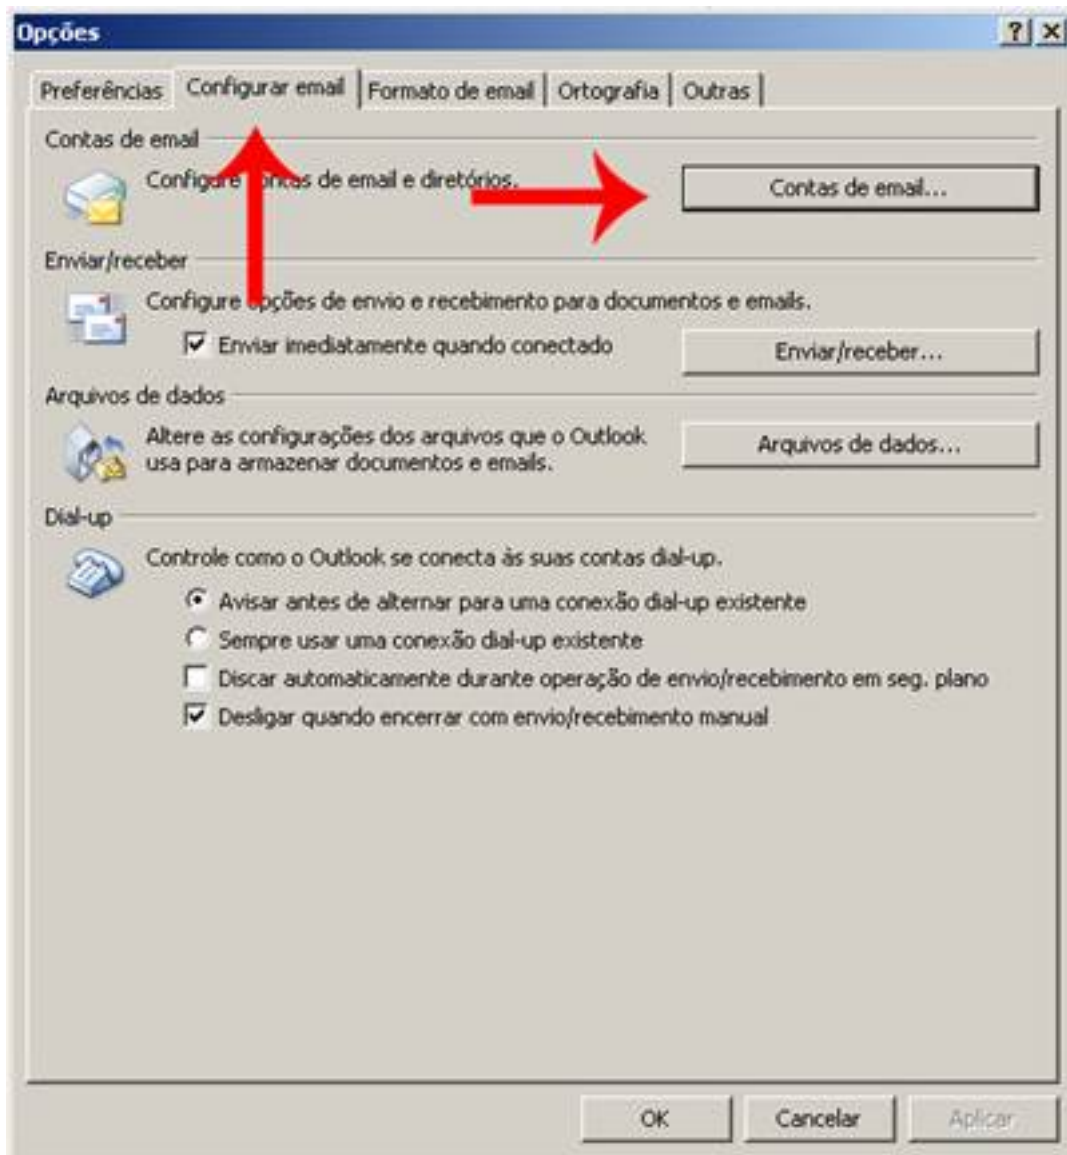 Opções
Preferências Configurar email Formato de email Ortografia Outras
Contas de email
Configure contas de email e diretórios.
Contas de email...
Enviar/receber
Configure opções de envio e recebimento para documentos e emails.
Enviar imediatamente quando conectado
Enviar/receber...
Arquivos de dados
Altere as configurações dos arquivos que o Outlook
usa para armazenar documentos e emails.
Arquivos de dados...
Dial-up
Controle como o Outlook se conecta às suas contas dial-up.
Avisar antes de alternar para uma conexão dial-up existente
Sempre usar uma conexão dial-up existente
Discar automaticamente durante operação de envio/recebimento em seg. plano
Desligar quando encerrar com envio/recebimento manual
OK Cancelar Aplicar